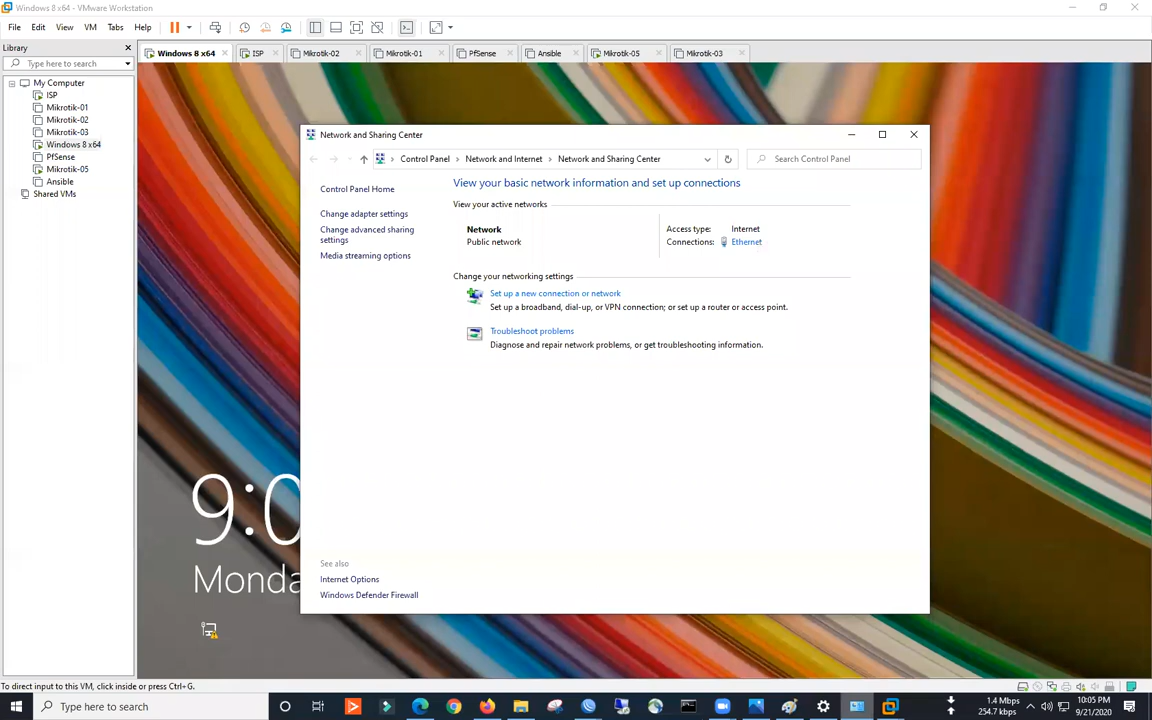 Windows 8 x64 - VMware Workstation
File Edit View VM Tabs Help
Library
Type here to search
My Computer
ISP
Mikrotik-01
Mikrotik-02
Mikrotik-03
Windows 8 x64
PfSense
Mikrotik-05
Ansible
Shared VMs
Windows 8 x64 ISP Mikrotik-02 Mikrotik-01 PfSense Ansible Mikrotik-05 Mikrotik-03
Network and Sharing Center
Control Panel > Network and Internet > Network and Sharing Center
Search Control Panel
Control Panel Home
Change adapter settings
Change advanced sharing
settings
Media streaming options
View your basic network information and set up connections
View your active networks
Network
Public network
Access type: Internet
Connections: Ethernet
Change your networking settings
Set up a new connection or network
Set up a broadband, dial-up, or VPN connection; or set up a router or access point.
Troubleshoot problems
Diagnose and repair network problems, or get troubleshooting information.
See also
Internet Options
Windows Defender Firewall
9:0
Monda
To direct input to this VM, click inside or press Ctrl+G.
Type here to search
1.4 Mbps
254.7 kbps
10:05 PM
9/21/2020